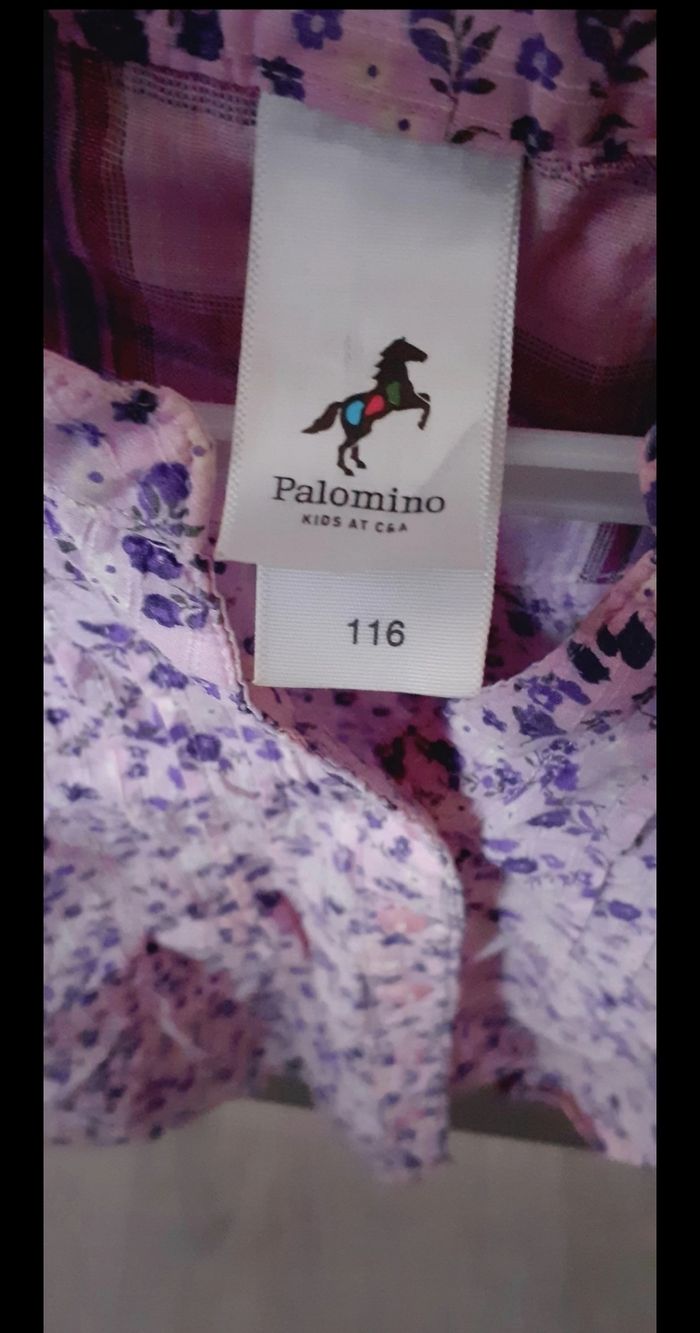 Palomino
KIDS AT C&A
116